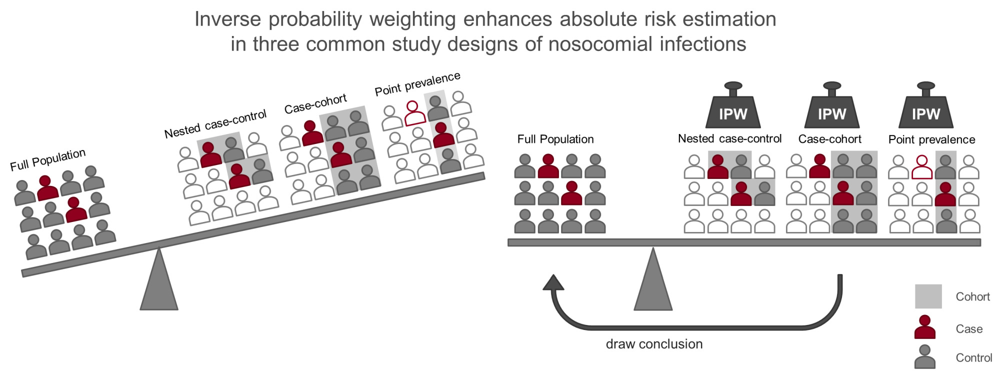 Inverse probability weighting enhances absolute risk estimation
in three common study designs of nosocomial infections
Full Population
Nested case-control
Case-cohort
Point prevalence
IPW
IPW
IPW
Full Population
Nested case-control
Case-cohort
Point prevalence
draw conclusion
Cohort
Case
Control